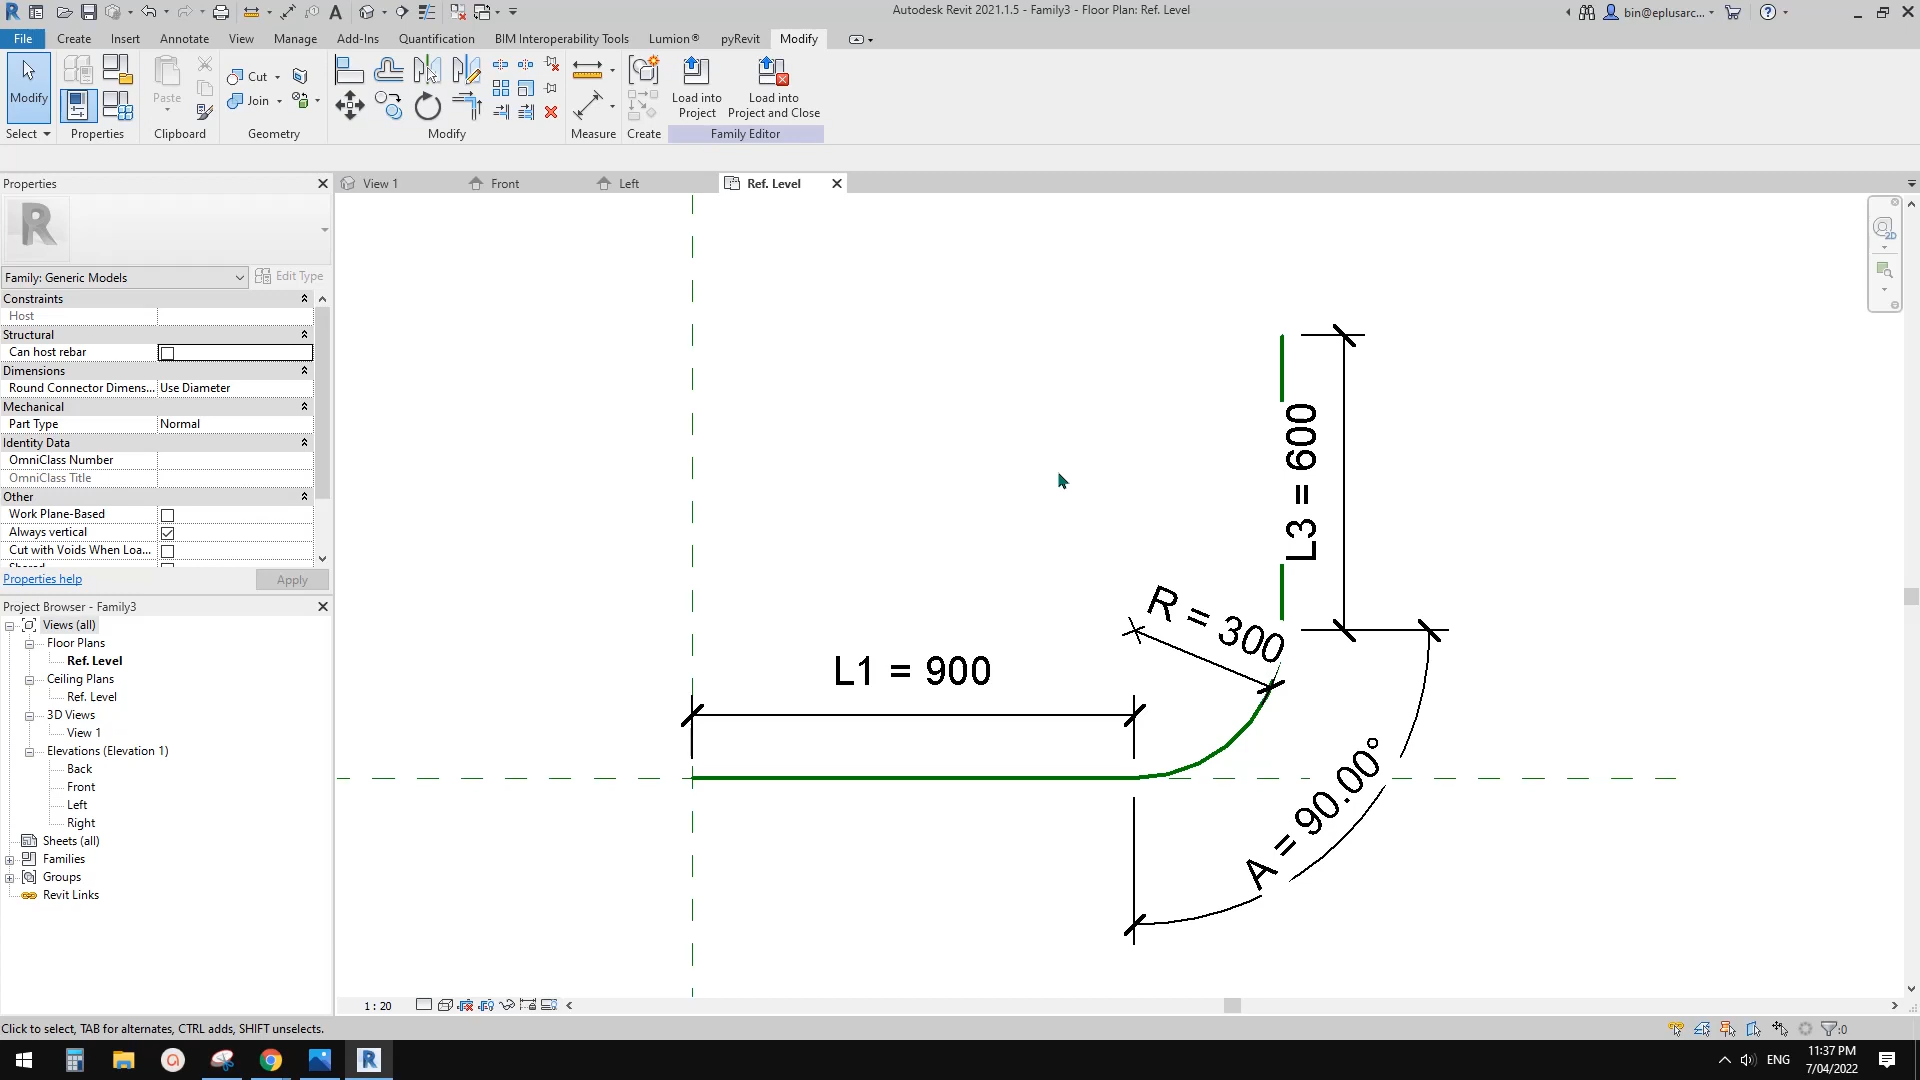 Autodesk Revit 2021.1.5 - Family3 - Floor Plan: Ref. Level
bin@eplusarc...
File
Create
Insert
Annotate
View
Manage
Add-Ins
Quantification
BIM Interoperability Tools
Lumion®
pyRevit
Modify
Modify
Paste
Cut
Join
Load into
Project
Load into
Project and Close
Select
Properties
Clipboard
Geometry
Modify
Measure
Create
Family Editor
Properties
View 1
Front
Left
Ref. Level
R
Family: Generic Models
Edit Type
Constraints
Host
Structural
Can host rebar
Dimensions
Round Connector Dimens... Use Diameter
Mechanical
Part Type Normal
Identity Data
OmniClass Number
OmniClass Title
Other
Work Plane-Based
Always vertical
Cut with Voids When Loa...
Properties help
Apply
Project Browser - Family3
Views (all)
Floor Plans
Ref. Level
Ceiling Plans
Ref. Level
3D Views
View 1
Elevations (Elevation 1)
Back
Front
Left
Right
Sheets (all)
Families
Groups
Revit Links
2D
L3 = 600
R = 300
L1 = 900
A = 90.00°
1 : 20
Click to select, TAB for alternates, CTRL adds, SHIFT unselects.
:0
ENG
11:37 PM
7/04/2022